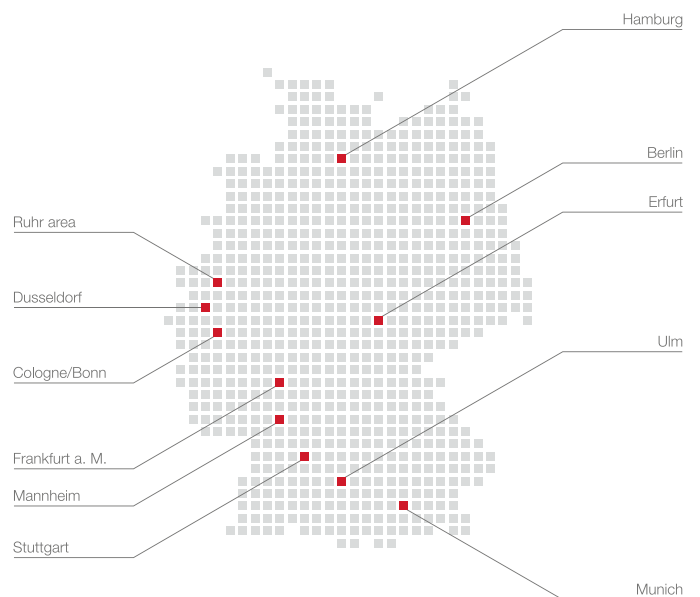 Hamburg
Berlin
Erfurt
Ruhr area
Dusseldorf
Ulm
Cologne/Bonn
Frankfurt a. M.
Mannheim
Stuttgart
Munich